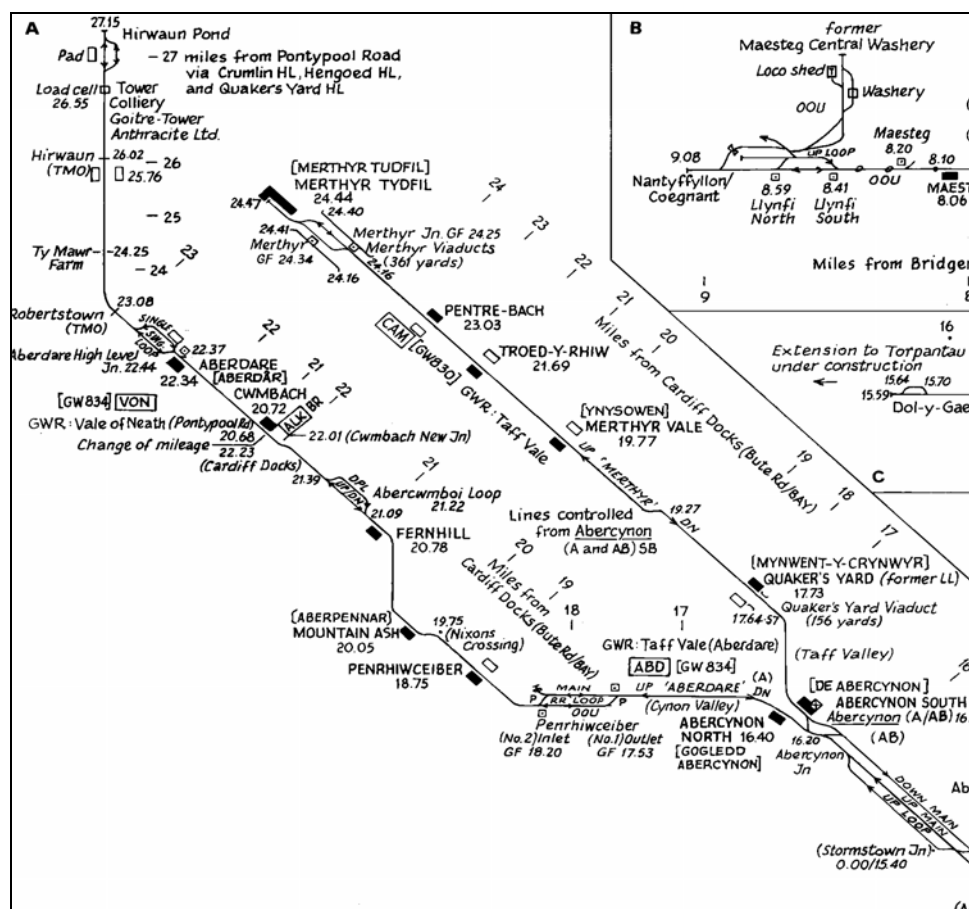 A
27.15
Hirwaun Pond
Pad
27 miles from Pontypool Road
via Crumlin HL, Hengoed HL,
and Quaker's Yard HL
Load cell
26.55
Tower
Colliery
Goitre-Tower
Anthracite Ltd.
Hirwaun
(TMO)
26.02
25.76
26
25
Ty Mawr
Farm
24.25
24
23
23.08
Robertstown
(TMO)
SINGLE
LOOP
22.37
Aberdare High level
Jn. 22.44
22.34
ABERDARE
[ABERDÂR]
22
21
CWMBACH
20.72
[GW834] VON
GWR: Vale of Neath (Pontypool Rd)
20.68
Change of mileage
22.23
(Cardiff Docks)
ALK BR
22
22.01 (Cwmbach New Jn)
21
21.39
DPL
UP/DN
21.09
Abercwmboi Loop
21.22
FERNHILL
20.78
20
19
18
17
Miles from
Cardiff Docks (Bute Rd/BAY)
[ABERPENNAR]
MOUNTAIN ASH
20.05
19.75
(Nixons
Crossing)
PENRHIWCEIBER
18.75
MAIN
RR LOOP
OOU
P
P
Penrhiwceiber
(No.2) Inlet
GF 18.20
(No.1) Outlet
GF 17.53
GWR: Taff Vale (Aberdare)
ABD [GW834]
UP 'ABERDARE'
(A)
DN
(Cynon Valley)
ABERCYNON
NORTH 16.40
[GOGLEDD
ABERCYNON]
[MERTHYR TUDFIL]
MERTHYR TYDFIL
24.44
24.40
24.47
24.41
Merthyr
GF 24.34
24.16
Merthyr Jn. GF 24.25
Merthyr Viaducts
(361 yards)
24.16
PENTRE-BACH
23.03
CAM
[GW830]
GWR: Taff Vale
TROED-Y-RHIW
21.69
[YNYSOWEN]
MERTHYR VALE
19.77
UP 'MERTHYR'
19.27
DN
Lines controlled
from Abercynon
(A and AB) SB
24
23
22
21
20
19
18
17
16
Miles from Cardiff Docks (Bute Rd/BAY)
[MYNWENT-Y-CRYNWYR]
QUAKER'S YARD (former LL)
17.73
Quaker's Yard Viaduct
(156 yards)
17.64-57
(Taff Valley)
[DE ABERCYNON]
ABERCYNON SOUTH
Abercynon (A/AB) 16.
(AB)
16.20
Abercynon
Jn
DOWN MAIN
UP MAIN
UP LOOP
(Stormstown Jn)
0.00/15.40
Ab
(A
B
former
Maesteg Central Washery
Loco shed
Washery
OOU
Maesteg
8.20
UP LOOP
9.08
Nantyffyllon/
Coegnant
8.59
Llynfi
North
8.41
Llynfi
South
OOU
8.10
MAEST
8.06
Miles from Bridgen
9
8
16
Extension to Torpantau
under construction
15.64
15.70
15.59
Dol-y-Gae
C